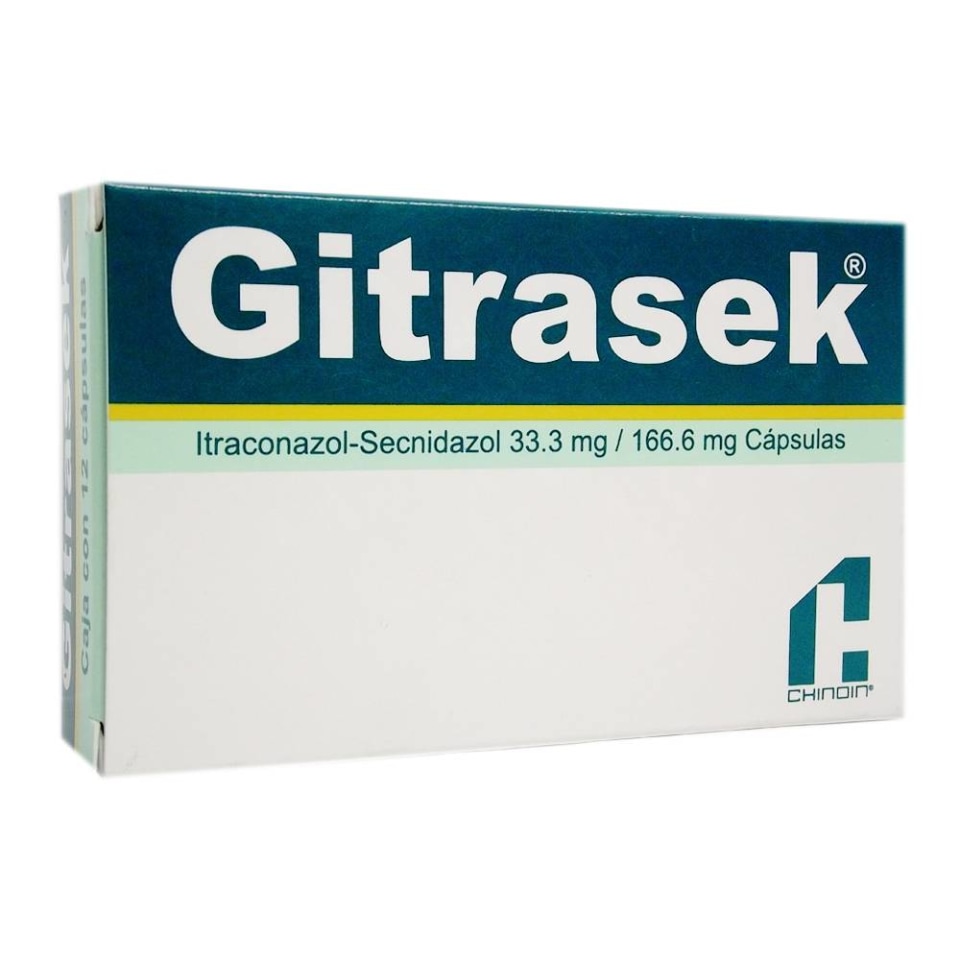 Gitrasek®
Itraconazol-Secnidazol 33.3 mg / 166.6 mg Cápsulas
CHINOIN®
Gitrasek
Caja con 12 cápsulas